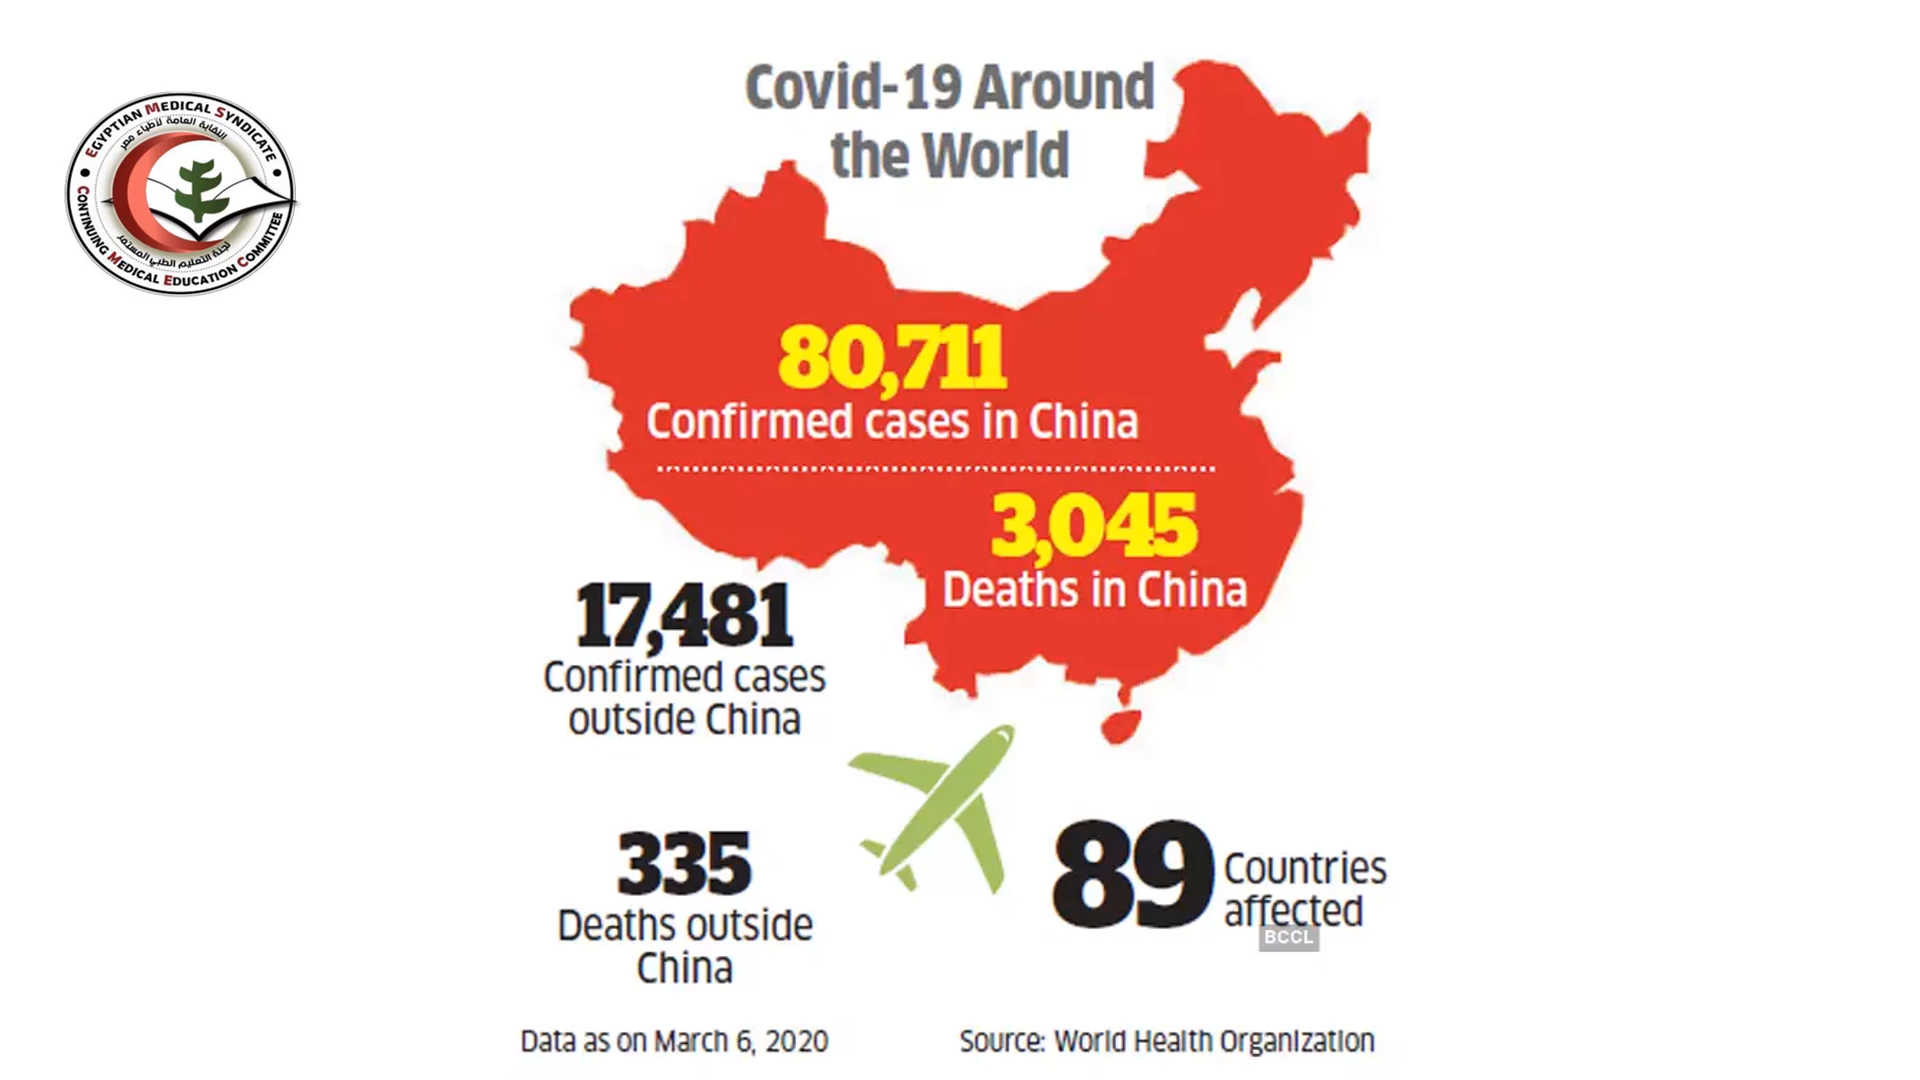 EGYPTIAN MEDICAL SYNDICATE
النقابة العامة لأطباء مصر
لجنة التعليم الطبي المستمر
CONTINUING MEDICAL EDUCATION COMMITTEE
Covid-19 Around
the World
80,711
Confirmed cases in China
3,045
Deaths in China
17,481
Confirmed cases
outside China
335
Deaths outside
China
89
Countries
affected
BCCL
Data as on March 6, 2020
Source: World Health Organization